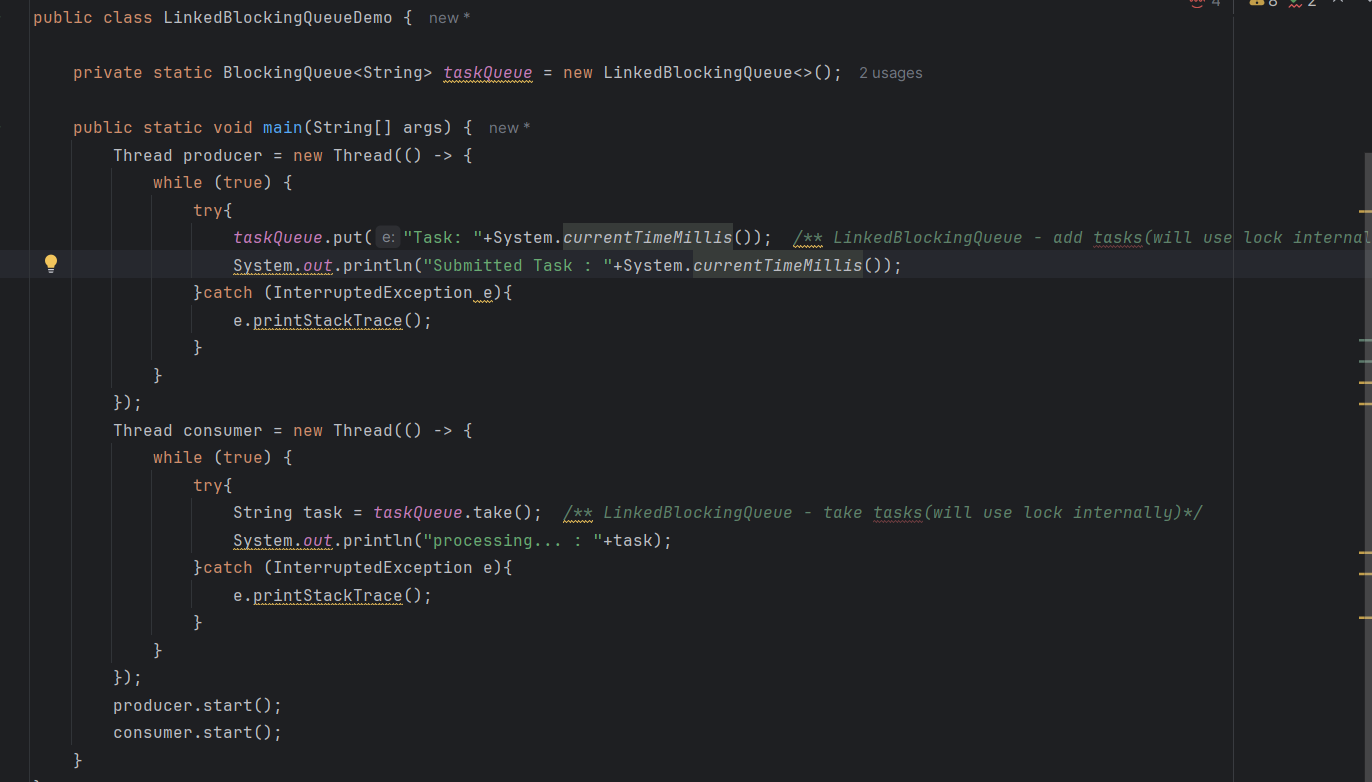 4 8 2
public class LinkedBlockingQueueDemo { new *
private static BlockingQueue<String> taskQueue = new LinkedBlockingQueue<>(); 2 usages
public static void main(String[] args) { new *
Thread producer = new Thread(() -> {
while (true) {
try{
taskQueue.put( e: "Task: "+System.currentTimeMillis()); /** LinkedBlockingQueue - add tasks(will use lock internal
System.out.println("Submitted Task : "+System.currentTimeMillis());
}catch (InterruptedException e){
e.printStackTrace();
}
}
});
Thread consumer = new Thread(() -> {
while (true) {
try{
String task = taskQueue.take(); /** LinkedBlockingQueue - take tasks(will use lock internally)*/
System.out.println("processing... : "+task);
}catch (InterruptedException e){
e.printStackTrace();
}
}
});
producer.start();
consumer.start();
}